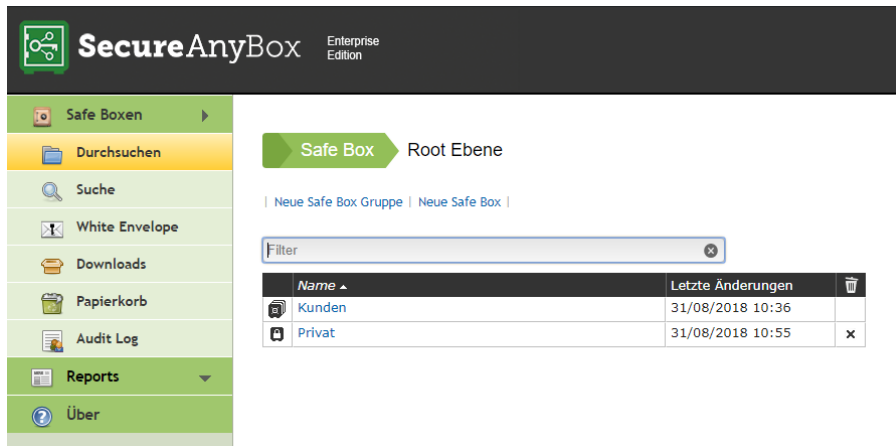 SecureAnyBox Enterprise
Edition
Safe Boxen
Durchsuchen
Suche
White Envelope
Downloads
Papierkorb
Audit Log
Reports
Über
Safe Box Root Ebene
| Neue Safe Box Gruppe | Neue Safe Box |
Filter
Name Letzte Änderungen
Kunden 31/08/2018 10:36
Privat 31/08/2018 10:55